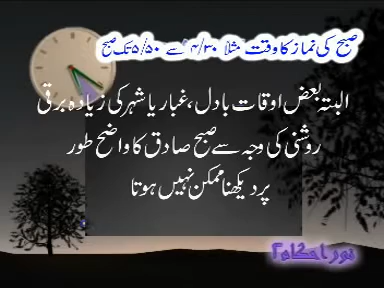 صبح کی نماز کا وقت مثلاً ۴/۳۰ سے ۵/۵۰ تک صبح
البتہ بعض اوقات بادل، غبار یا شہر کی زیادہ برقی
روشنی کی وجہ سے صبح صادق کا واضح طور
پر دیکھنا ممکن نہیں ہوتا
نور احکام ۲